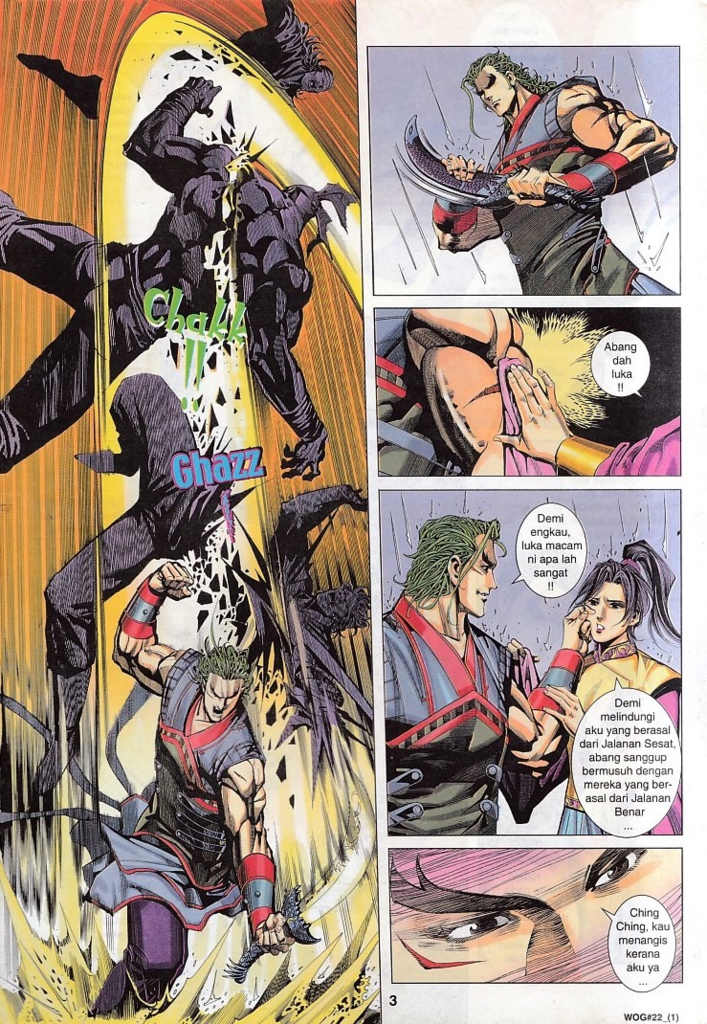 Chakk
!!
Ghazz
!
Abang
dah
luka
!!
Demi
engkau,
luka macam
ni apa lah
sangat
!!
Demi
melindungi
aku yang berasal
dari Jalanan Sesat,
abang sanggup
bermusuh dengan
mereka yang ber-
asal dari Jalanan
Benar
...
Ching
Ching, kau
menangis
kerana
aku ya
...
3
WOG#22_(1)